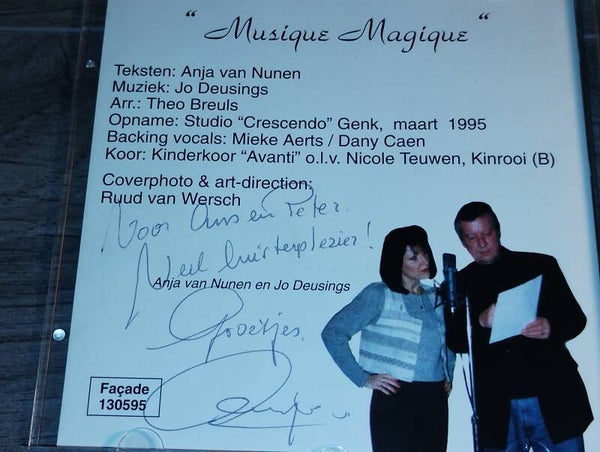 " Musique Magique "
Teksten: Anja van Nunen
Muziek: Jo Deusings
Arr.: Theo Breuls
Opname: Studio "Crescendo" Genk, maart 1995
Backing vocals: Mieke Aerts / Dany Caen
Koor: Kinderkoor "Avanti" o.l.v. Nicole Teuwen, Kinrooi (B)
Coverphoto & art-direction:
Ruud van Wersch
Voor Ans en Peter.
Veel luisterplezier!
Anja van Nunen en Jo Deusings
Groetjes
Façade
130595